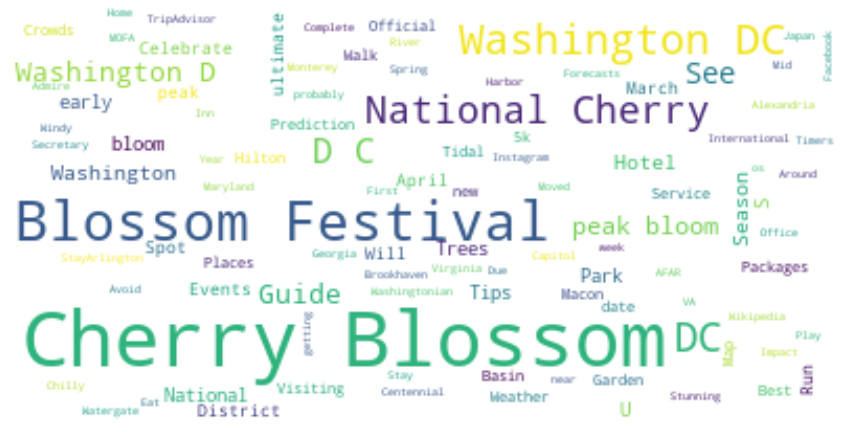 Home
TripAdvisor
Crowds
MOFA
Celebrate
ultimate
Complete
Official
River
Washington DC
Japan
Facebook
Walk
Washington D
Monterey
Spring
See
Mid
Admire
peak
Harbor
Forecasts
early
probably
March
National Cherry
Alexandria
Inn
Windy
Prediction
5k
International
Timers
Secretary
bloom
D C
Tidal
Instagram
Year
Hilton
Hotel
Washington
Maryland
April
First
new
Moved
Service
Season
os
Around
S
Blossom Festival
peak bloom
Office
Spot
Trees
week
StayArlington
Places
Georgia
Will
Capitol
Brookhaven
Virginia
Due
Park
AFAR
Packages
Avoid
Events
Guide
Washingtonian
Tips
Macon
date
VA
Wikipedia
Cherry Blossom
getting
DC
Play
Map
Impact
Chilly
National
Visiting
Stay
Centennial
Basin
near
Garden
Best
Run
Watergate
Eat
District
Weather
U
Stunning